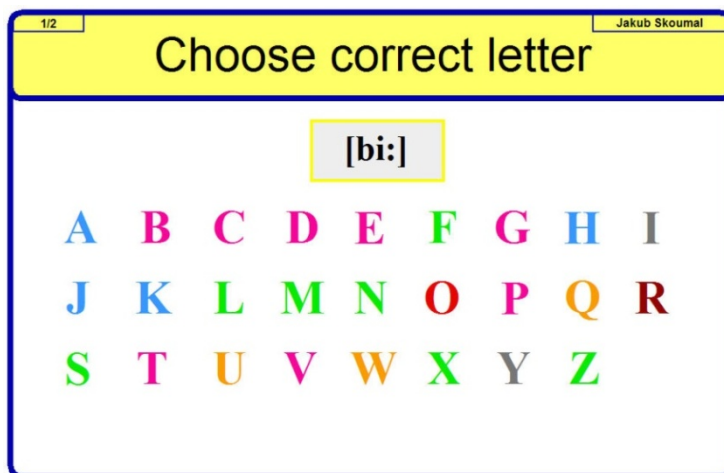 1/2
Jakub Skoumal
Choose correct letter
[bi:]
A B C D E F G H I
J K L M N O P Q R
S T U V W X Y Z